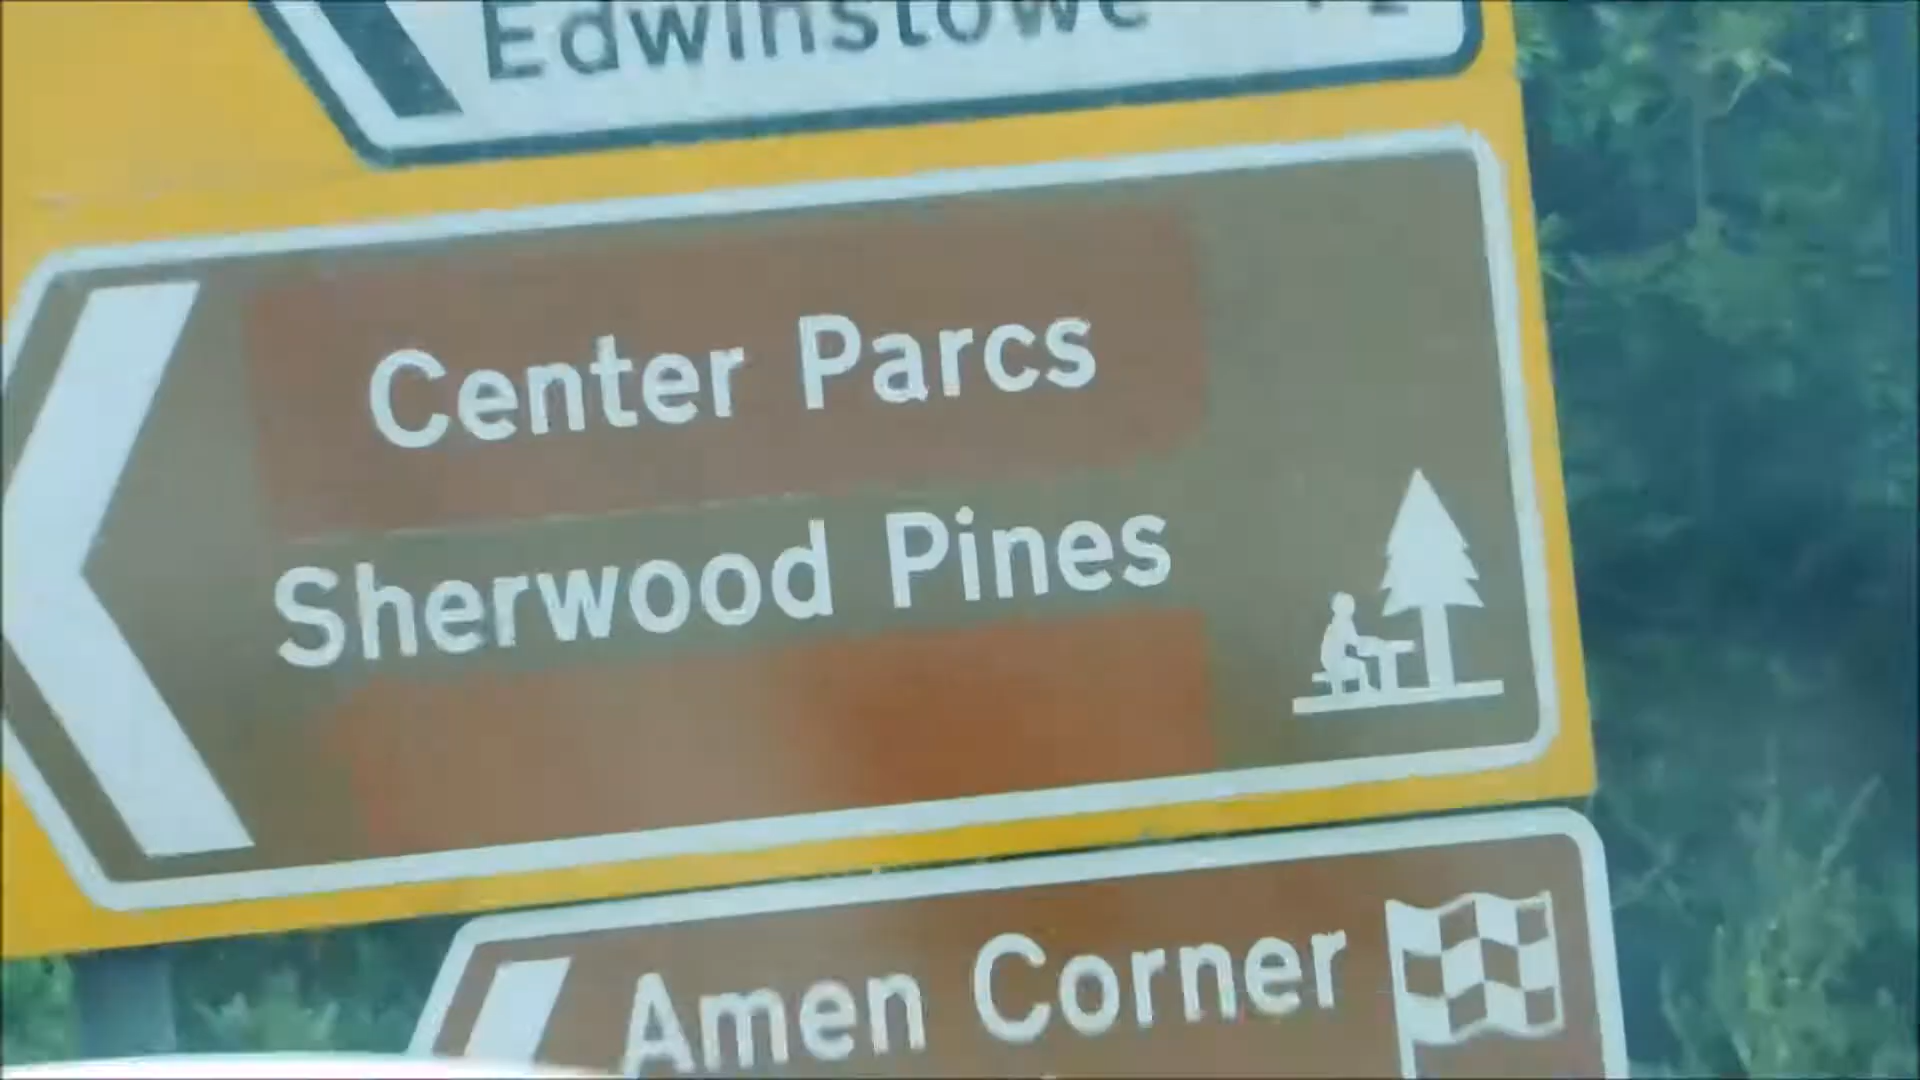 Edwinstowe
Center Parcs
Sherwood Pines
Amen Corner